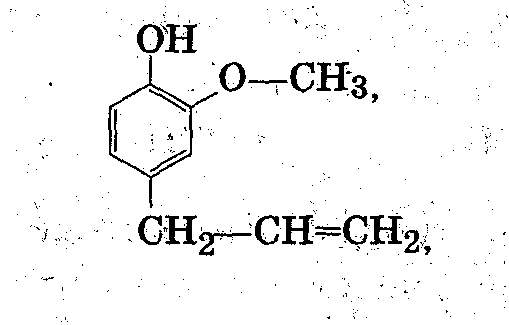 OH
O—CH3,
CH2—CH=CH2,